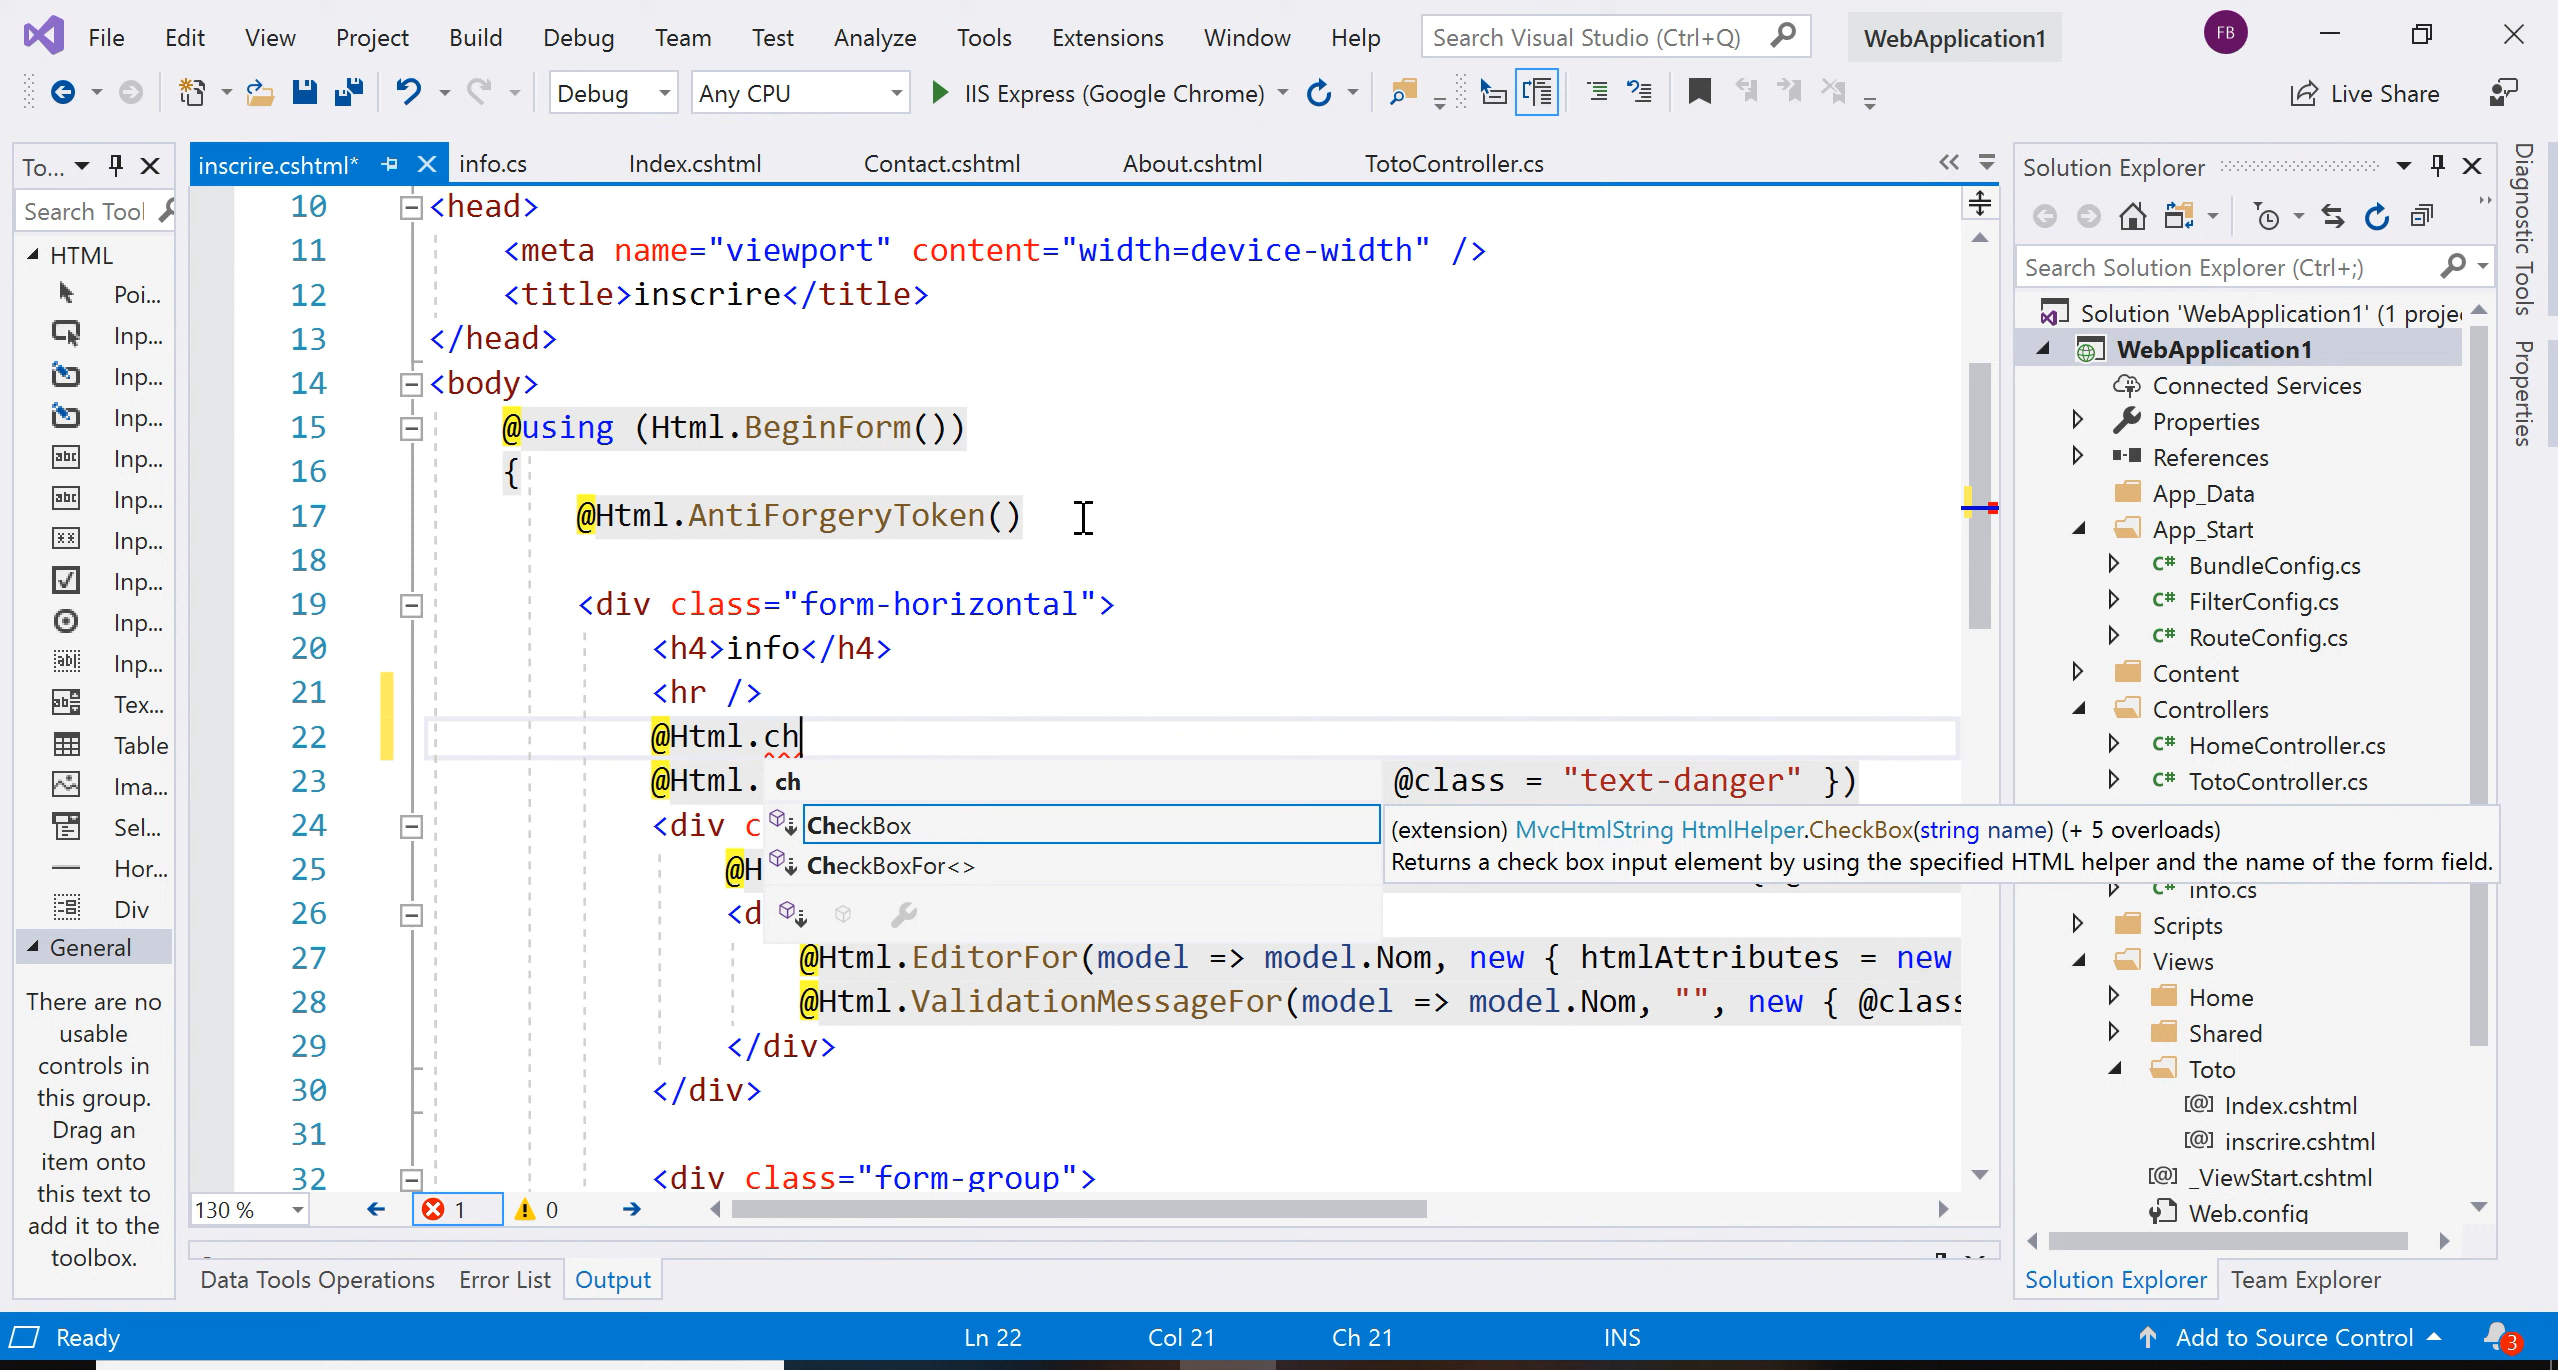 File Edit View Project Build Debug Team Test Analyze Tools Extensions Window Help Search Visual Studio (Ctrl+Q) WebApplication1 FB
Debug Any CPU IIS Express (Google Chrome) Live Share
To...
Search Tool
HTML
Poi...
Inp...
Inp...
Inp...
Inp...
Inp...
Inp...
Inp...
Inp...
Inp...
Tex...
Table
Ima...
Sel...
Hor...
Div
General
There are no
usable
controls in
this group.
Drag an
item onto
this text to
add it to the
toolbox.
inscrire.cshtml* info.cs Index.cshtml Contact.cshtml About.cshtml TotoController.cs
10 <head>
11 <meta name="viewport" content="width=device-width" />
12 <title>inscrire</title>
13 </head>
14 <body>
15 @using (Html.BeginForm())
16 {
17 @Html.AntiForgeryToken()
18
19 <div class="form-horizontal">
20 <h4>info</h4>
21 <hr />
22 @Html.ch
23 @Html. @class = "text-danger" })
24 <div c
25 @H
26 <d
27 @Html.EditorFor(model => model.Nom, new { htmlAttributes = new
28 @Html.ValidationMessageFor(model => model.Nom, "", new { @class
29 </div>
30 </div>
31
32 <div class="form-group">
ch
CheckBox
CheckBoxFor<>
(extension) MvcHtmlString HtmlHelper.CheckBox(string name) (+ 5 overloads)
Returns a check box input element by using the specified HTML helper and the name of the form field.
130 % 1 0
Data Tools Operations Error List Output
Solution Explorer
Search Solution Explorer (Ctrl+;)
Solution 'WebApplication1' (1 proje
WebApplication1
Connected Services
Properties
References
App_Data
App_Start
C# BundleConfig.cs
C# FilterConfig.cs
C# RouteConfig.cs
Content
Controllers
C# HomeController.cs
C# TotoController.cs
C# info.cs
Scripts
Views
Home
Shared
Toto
[@] Index.cshtml
[@] inscrire.cshtml
[@] _ViewStart.cshtml
Web.config
Solution Explorer Team Explorer
Diagnostic Tools
Properties
Ready Ln 22 Col 21 Ch 21 INS Add to Source Control 3